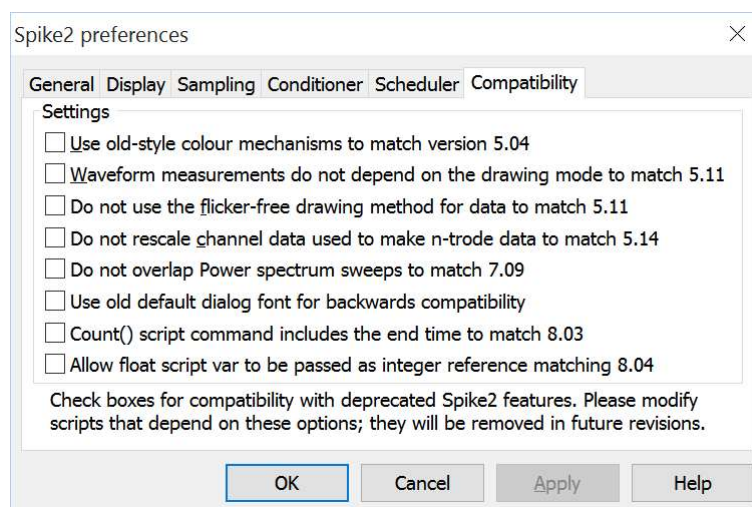 Spike2 preferences
General Display Sampling Conditioner Scheduler Compatibility
Settings
Use old-style colour mechanisms to match version 5.04
Waveform measurements do not depend on the drawing mode to match 5.11
Do not use the flicker-free drawing method for data to match 5.11
Do not rescale channel data used to make n-trode data to match 5.14
Do not overlap Power spectrum sweeps to match 7.09
Use old default dialog font for backwards compatibility
Count() script command includes the end time to match 8.03
Allow float script var to be passed as integer reference matching 8.04
Check boxes for compatibility with deprecated Spike2 features. Please modify
scripts that depend on these options; they will be removed in future revisions.
OK Cancel Apply Help